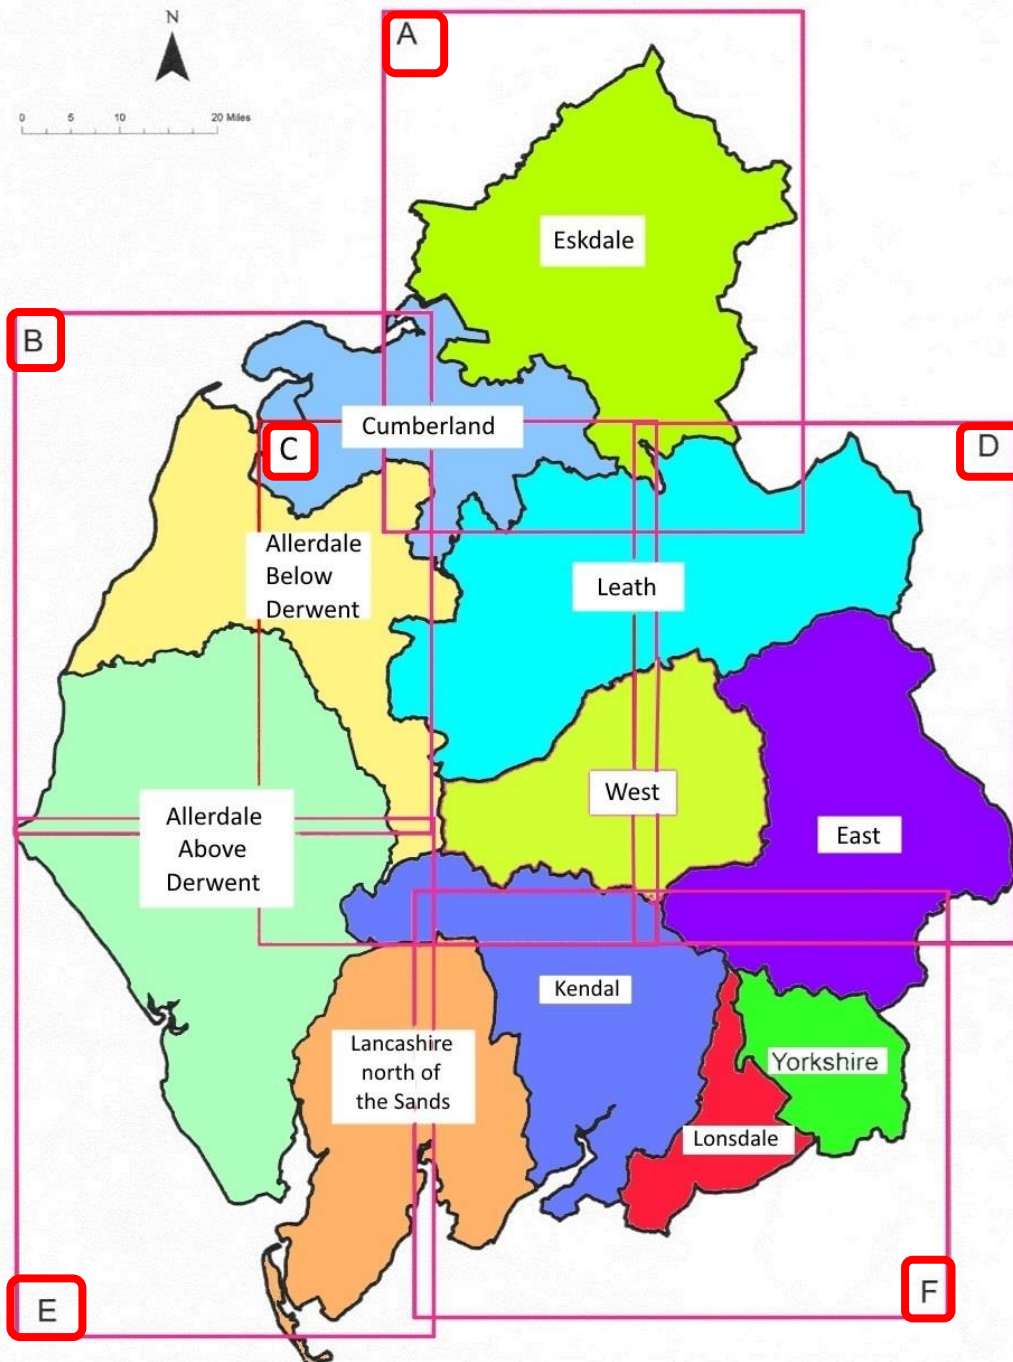 N
A
0 5 10 20 Miles
Eskdale
B
Cumberland
C
D
Allerdale
Below
Derwent
Leath
West
Allerdale
Above
Derwent
East
Kendal
Lancashire
north of
the Sands
Yorkshire
Lonsdale
E
F